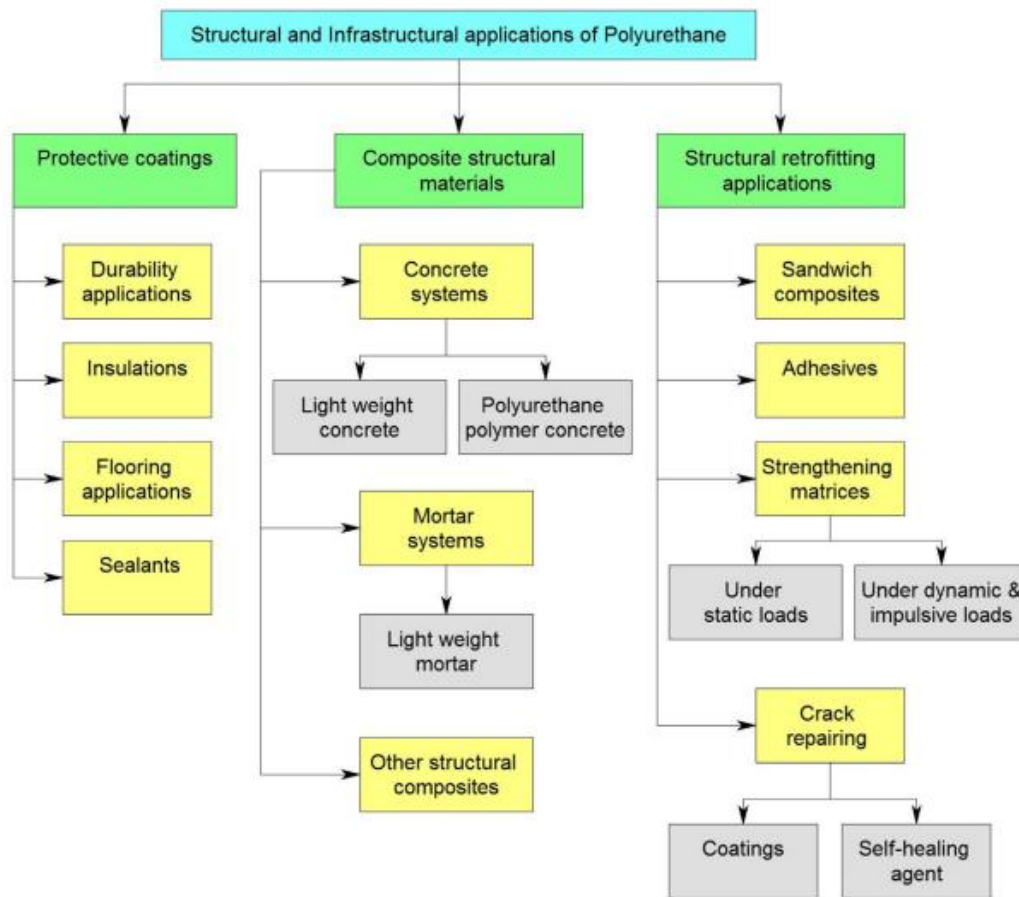 Structural and Infrastructural applications of Polyurethane
Protective coatings
Durability
applications
Insulations
Flooring
applications
Sealants
Composite structural
materials
Concrete
systems
Light weight
concrete
Polyurethane
polymer concrete
Mortar
systems
Light weight
mortar
Other structural
composites
Structural retrofitting
applications
Sandwich
composites
Adhesives
Strengthening
matrices
Under
static loads
Under dynamic &
impulsive loads
Crack
repairing
Coatings
Self-healing
agent